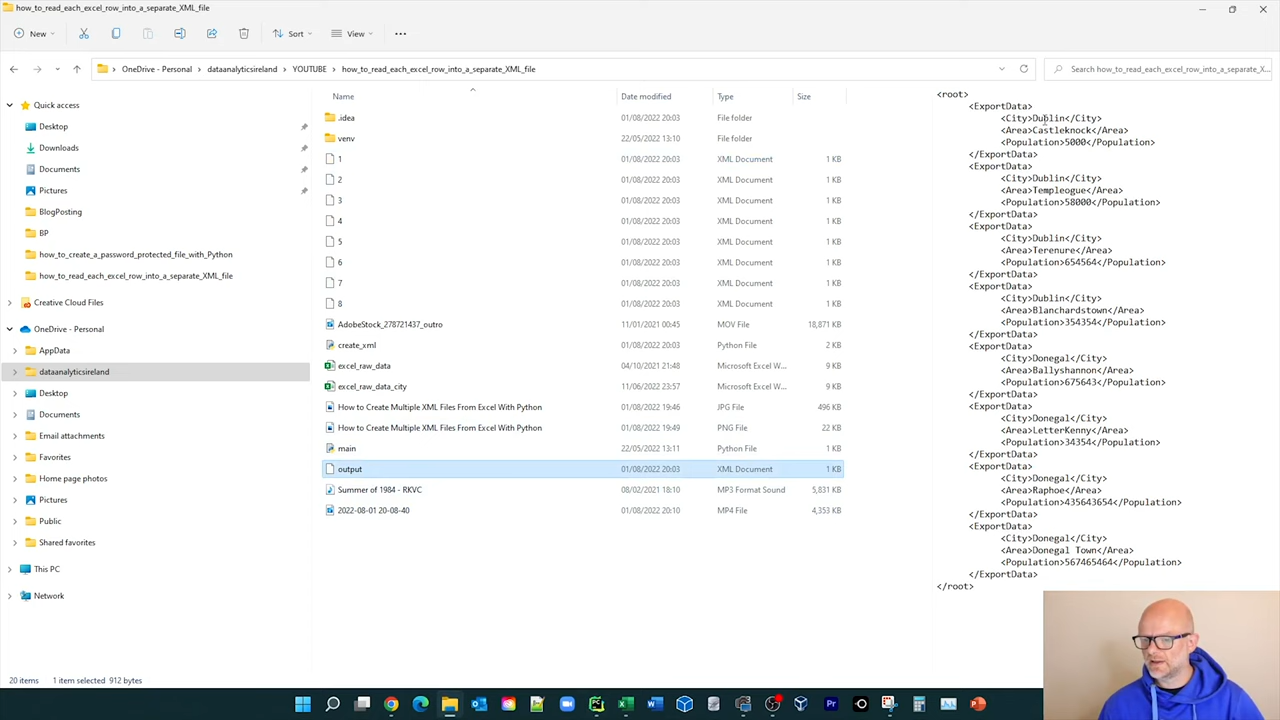 how_to_read_each_excel_row_into_a_separate_XML_file
New
Sort
View
OneDrive - Personal
dataanalyticsireland
YOUTUBE
how_to_read_each_excel_row_into_a_separate_XML_file
Search how_to_read_each_excel_row_into_a_separate_X...
Quick access
Desktop
Downloads
Documents
Pictures
BlogPosting
BP
how_to_create_a_password_protected_file_with_Python
how_to_read_each_excel_row_into_a_separate_XML_file
Creative Cloud Files
OneDrive - Personal
AppData
dataanalyticsireland
Desktop
Documents
Email attachments
Favorites
Home page photos
Pictures
Public
Shared favorites
This PC
Network
Name Date modified Type Size
.idea 01/08/2022 20:03 File folder
venv 22/05/2022 13:10 File folder
1 01/08/2022 20:03 XML Document 1 KB
2 01/08/2022 20:03 XML Document 1 KB
3 01/08/2022 20:03 XML Document 1 KB
4 01/08/2022 20:03 XML Document 1 KB
5 01/08/2022 20:03 XML Document 1 KB
6 01/08/2022 20:03 XML Document 1 KB
7 01/08/2022 20:03 XML Document 1 KB
8 01/08/2022 20:03 XML Document 1 KB
AdobeStock_278721437_outro 11/01/2021 00:45 MOV File 18,871 KB
create_xml 01/08/2022 20:03 Python File 2 KB
excel_raw_data 04/10/2021 21:48 Microsoft Excel W... 9 KB
excel_raw_data_city 11/06/2022 23:57 Microsoft Excel W... 9 KB
How to Create Multiple XML Files From Excel With Python 01/08/2022 19:46 JPG File 496 KB
How to Create Multiple XML Files From Excel With Python 01/08/2022 19:49 PNG File 22 KB
main 22/05/2022 13:11 Python File 1 KB
output 01/08/2022 20:03 XML Document 1 KB
Summer of 1984 - RKVC 08/02/2021 18:10 MP3 Format Sound 5,831 KB
2022-08-01 20-08-40 01/08/2022 20:10 MP4 File 4,353 KB
<root>
<ExportData>
<City>Dublin</City>
<Area>Castleknock</Area>
<Population>5000</Population>
</ExportData>
<ExportData>
<City>Dublin</City>
<Area>Templeogue</Area>
<Population>58000</Population>
</ExportData>
<ExportData>
<City>Dublin</City>
<Area>Terenure</Area>
<Population>654564</Population>
</ExportData>
<ExportData>
<City>Dublin</City>
<Area>Blanchardstown</Area>
<Population>354354</Population>
</ExportData>
<ExportData>
<City>Donegal</City>
<Area>Ballyshannon</Area>
<Population>675643</Population>
</ExportData>
<ExportData>
<City>Donegal</City>
<Area>LetterKenny</Area>
<Population>34354</Population>
</ExportData>
<ExportData>
<City>Donegal</City>
<Area>Raphoe</Area>
<Population>435643654</Population>
</ExportData>
<ExportData>
<City>Donegal</City>
<Area>Donegal Town</Area>
<Population>567465464</Population>
</ExportData>
</root>
20 items 1 item selected 912 bytes